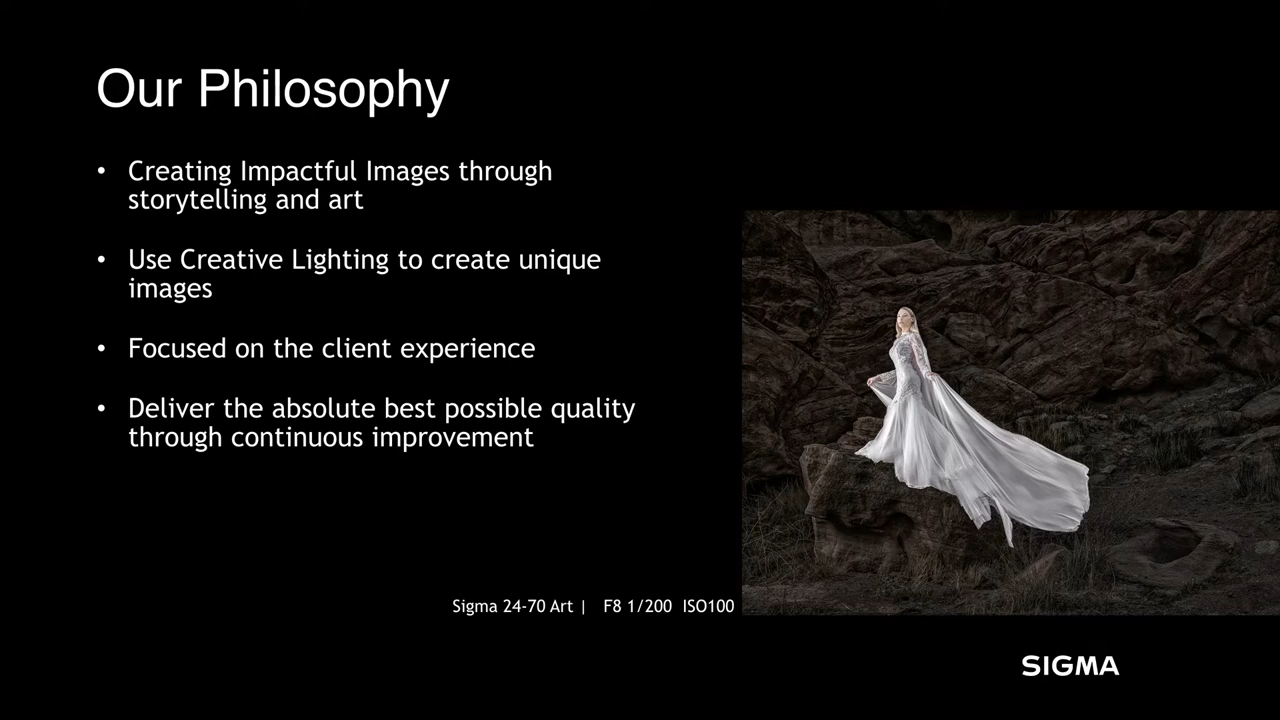 Our Philosophy
• Creating Impactful Images through
storytelling and art
• Use Creative Lighting to create unique
images
• Focused on the client experience
• Deliver the absolute best possible quality
through continuous improvement
Sigma 24-70 Art | F8 1/200 ISO100
SIGMA